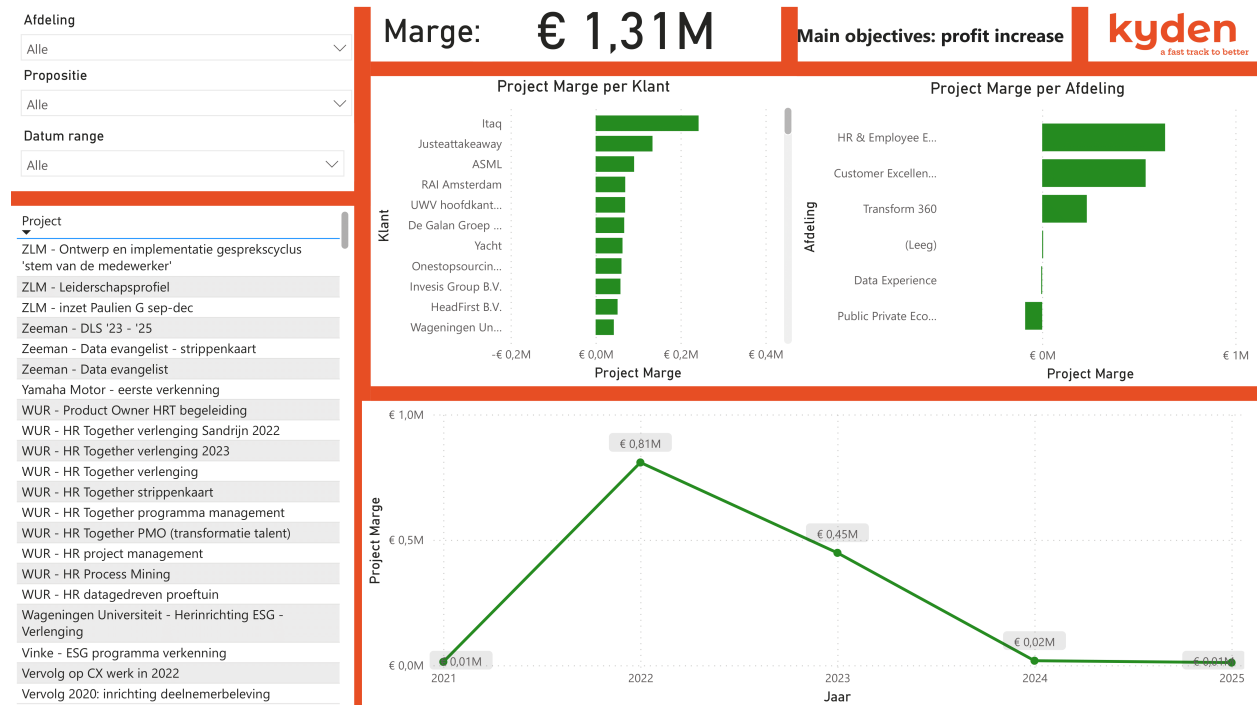 Afdeling
Alle
Propositie
Alle
Datum range
Alle
Marge:
€ 1,31M
Main objectives: profit increase
kyden
a fast track to better
Project
ZLM - Ontwerp en implementatie gesprekscyclus
'stem van de medewerker'
ZLM - Leiderschapsprofiel
ZLM - inzet Paulien G sep-dec
Zeeman - DLS '23 - '25
Zeeman - Data evangelist - strippenkaart
Zeeman - Data evangelist
Yamaha Motor - eerste verkenning
WUR - Product Owner HRT begeleiding
WUR - HR Together verlenging Sandrijn 2022
WUR - HR Together verlenging 2023
WUR - HR Together verlenging
WUR - HR Together strippenkaart
WUR - HR Together programma management
WUR - HR Together PMO (transformatie talent)
WUR - HR project management
WUR - HR Process Mining
WUR - HR datagedreven proeftuin
Wageningen Universiteit - Herinrichting ESG -
Verlenging
Vinke - ESG programma verkenning
Vervolg op CX werk in 2022
Vervolg 2020: inrichting deelnemerbeleving
Project Marge per Klant
Klant
Itaq
Justeattakeaway
ASML
RAI Amsterdam
UWV hoofdkant...
De Galan Groep ...
Yacht
Onestopsourcin...
Invesis Group B.V.
HeadFirst B.V.
Wageningen Un...
-€ 0,2M € 0,0M € 0,2M € 0,4M
Project Marge
Project Marge per Afdeling
Afdeling
HR & Employee E...
Customer Excellen...
Transform 360
(Leeg)
Data Experience
Public Private Eco...
€ 0M € 1M
Project Marge
Project Marge
€ 1,0M
€ 0,5M
€ 0,0M
0,01M
€ 0,81M
€ 0,45M
€ 0,02M
€ 0,01M
2021 2022 2023 2024 2025
Jaar